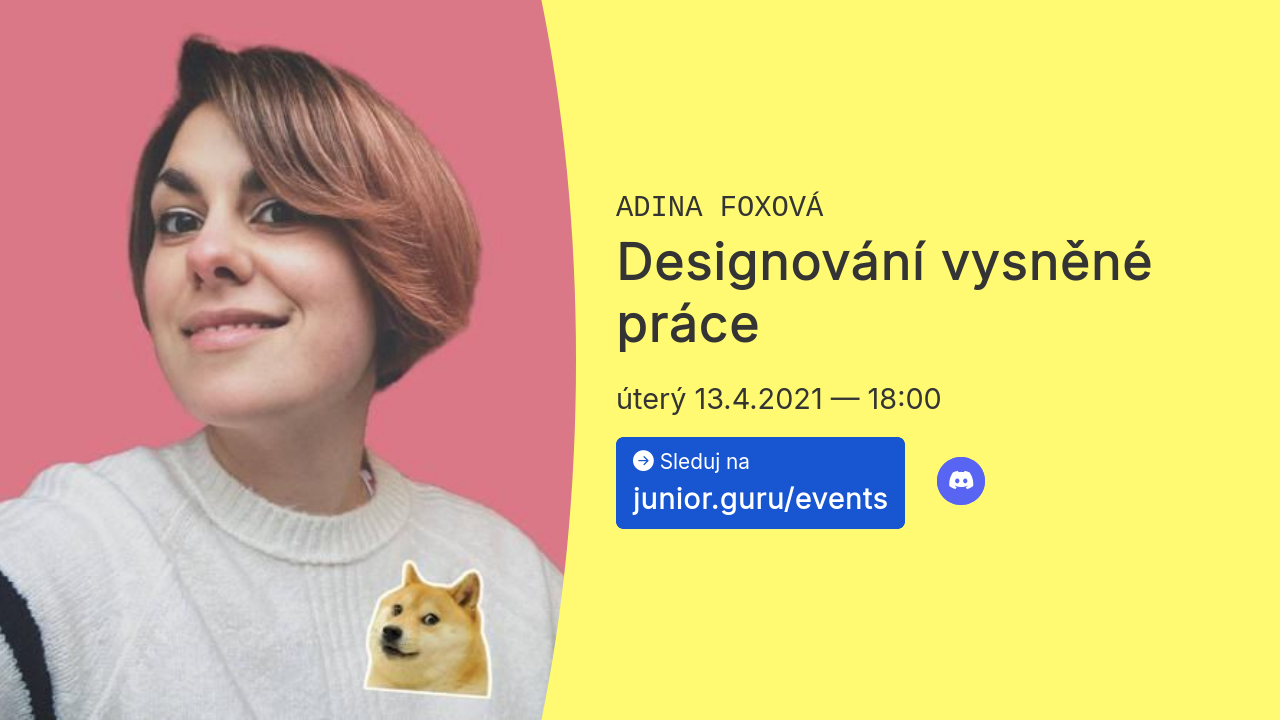 ADINA FOXOVÁ
Designování vysněné
práce
úterý 13.4.2021 — 18:00
Sleduj na
junior.guru/events